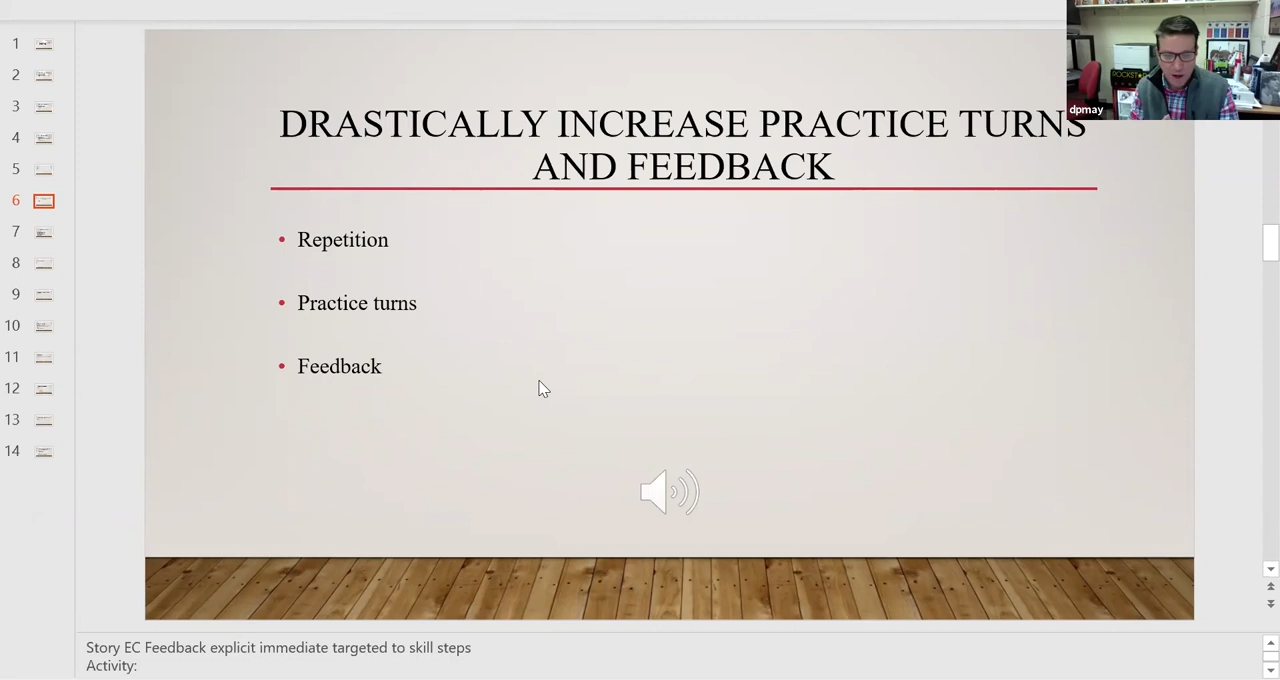 1
2
3
4
5
6
7
8
9
10
11
12
13
14
DRASTICALLY INCREASE PRACTICE TURNS
AND FEEDBACK
• Repetition
• Practice turns
• Feedback
dpmay
ROCKSTAR
Story EC Feedback explicit immediate targeted to skill steps
Activity: